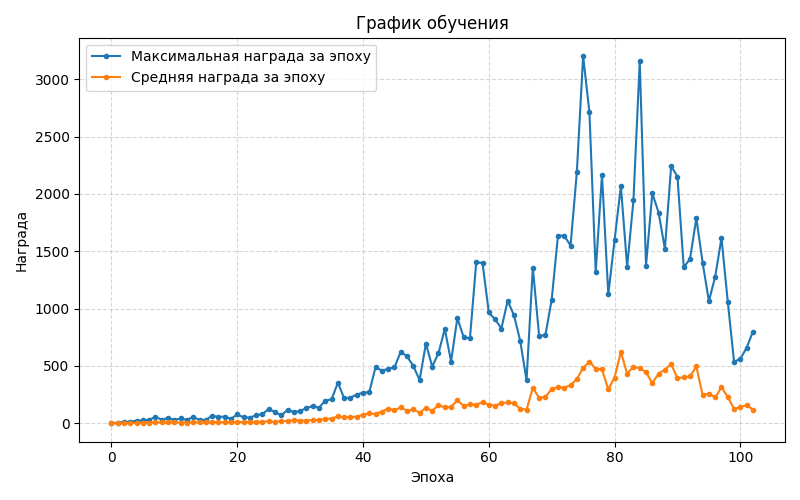 График обучения
Максимальная награда за эпоху
Средняя награда за эпоху
Награда
3000
2500
2000
1500
1000
500
0
0 20 40 60 80 100
Эпоха